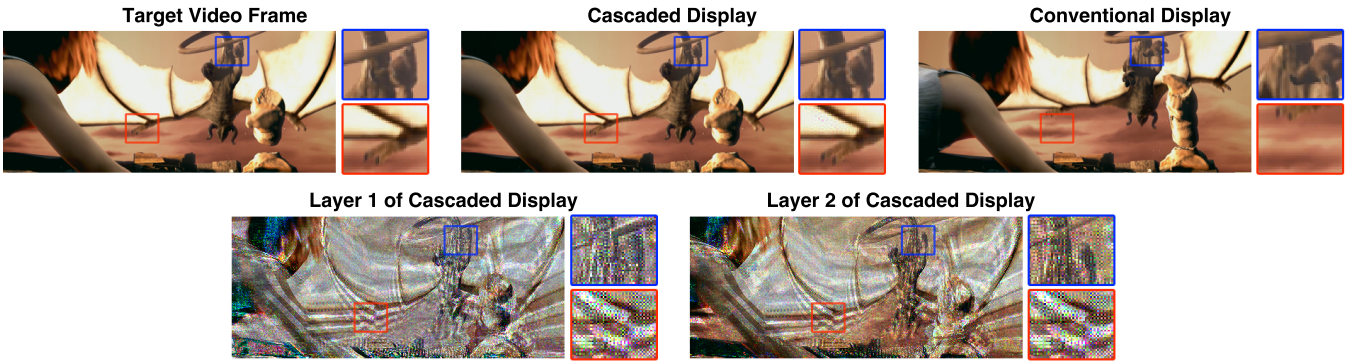 Target Video Frame
Cascaded Display
Conventional Display
Layer 1 of Cascaded Display
Layer 2 of Cascaded Display